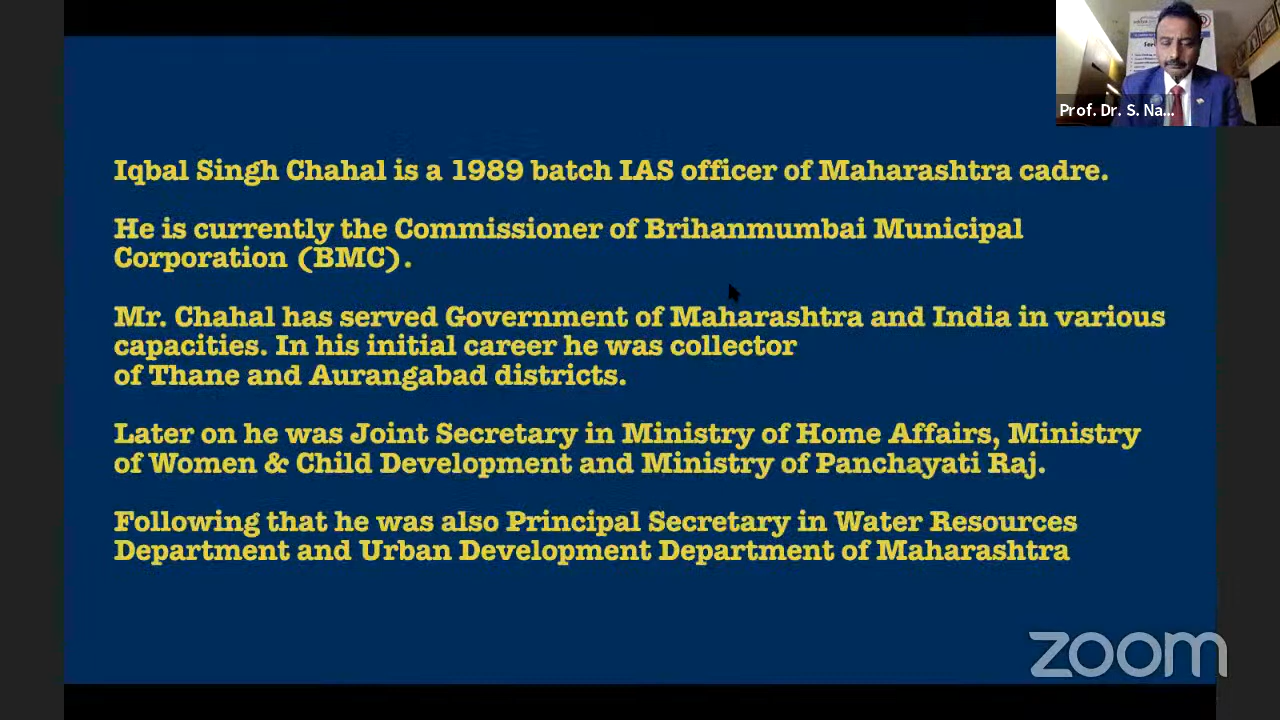 Prof. Dr. S. Na...
Iqbal Singh Chahal is a 1989 batch IAS officer of Maharashtra cadre.
He is currently the Commissioner of Brihanmumbai Municipal
Corporation (BMC).
Mr. Chahal has served Government of Maharashtra and India in various
capacities. In his initial career he was collector
of Thane and Aurangabad districts.
Later on he was Joint Secretary in Ministry of Home Affairs, Ministry
of Women & Child Development and Ministry of Panchayati Raj.
Following that he was also Principal Secretary in Water Resources
Department and Urban Development Department of Maharashtra
zoom